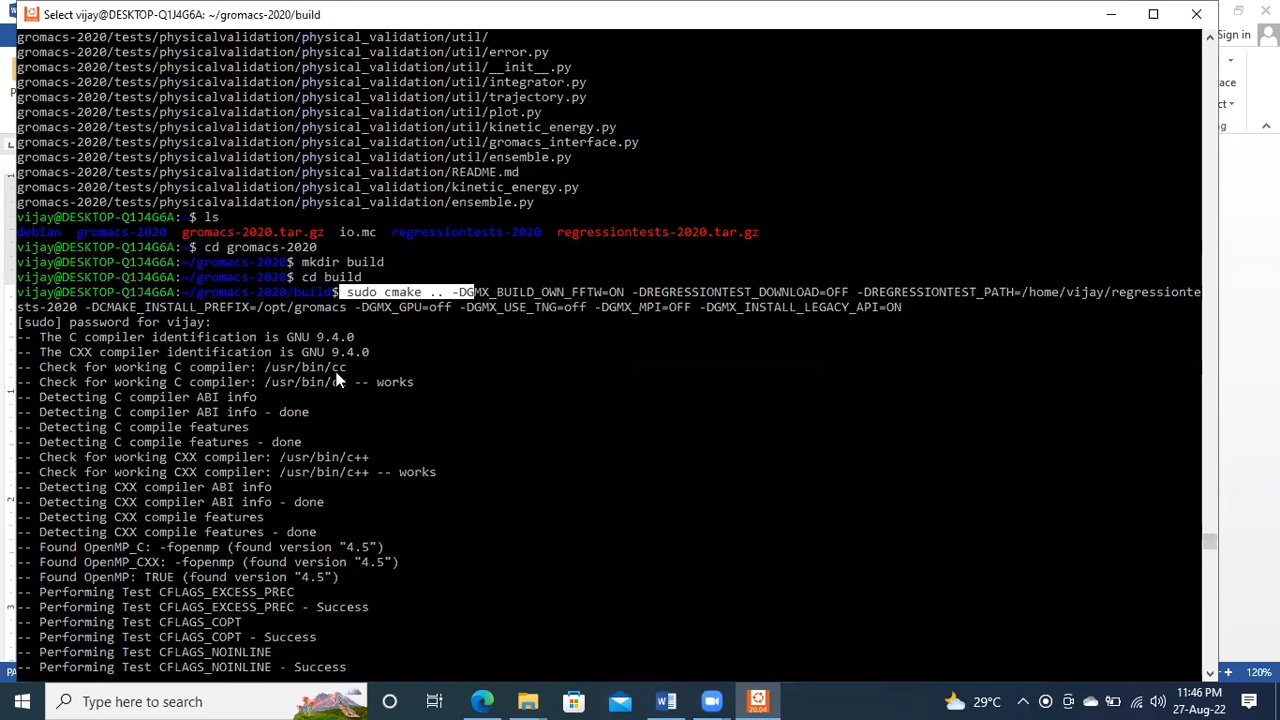 Select vijay@DESKTOP-Q1J4G6A: ~/gromacs-2020/build
Sign in
gromacs-2020/tests/physicalvalidation/physical_validation/util/
gromacs-2020/tests/physicalvalidation/physical_validation/util/error.py
gromacs-2020/tests/physicalvalidation/physical_validation/util/__init__.py
gromacs-2020/tests/physicalvalidation/physical_validation/util/integrator.py
gromacs-2020/tests/physicalvalidation/physical_validation/util/trajectory.py
gromacs-2020/tests/physicalvalidation/physical_validation/util/plot.py
gromacs-2020/tests/physicalvalidation/physical_validation/util/kinetic_energy.py
gromacs-2020/tests/physicalvalidation/physical_validation/util/gromacs_interface.py
gromacs-2020/tests/physicalvalidation/physical_validation/util/ensemble.py
gromacs-2020/tests/physicalvalidation/physical_validation/README.md
gromacs-2020/tests/physicalvalidation/physical_validation/kinetic_energy.py
gromacs-2020/tests/physicalvalidation/physical_validation/ensemble.py
vijay@DESKTOP-Q1J4G6A:~$ ls
debian gromacs-2020 gromacs-2020.tar.gz io.mc regressiontests-2020 regressiontests-2020.tar.gz
vijay@DESKTOP-Q1J4G6A:~$ cd gromacs-2020
vijay@DESKTOP-Q1J4G6A:~/gromacs-2020$ mkdir build
vijay@DESKTOP-Q1J4G6A:~/gromacs-2020$ cd build
vijay@DESKTOP-Q1J4G6A:~/gromacs-2020/build$ sudo cmake .. -DGMX_BUILD_OWN_FFTW=ON -DREGRESSIONTEST_DOWNLOAD=OFF -DREGRESSIONTEST_PATH=/home/vijay/regressionte
sts-2020 -DCMAKE_INSTALL_PREFIX=/opt/gromacs -DGMX_GPU=off -DGMX_USE_TNG=off -DGMX_MPI=OFF -DGMX_INSTALL_LEGACY_API=ON
[sudo] password for vijay:
-- The C compiler identification is GNU 9.4.0
-- The CXX compiler identification is GNU 9.4.0
-- Check for working C compiler: /usr/bin/cc
-- Check for working C compiler: /usr/bin/c -- works
-- Detecting C compiler ABI info
-- Detecting C compiler ABI info - done
-- Detecting C compile features
-- Detecting C compile features - done
-- Check for working CXX compiler: /usr/bin/c++
-- Check for working CXX compiler: /usr/bin/c++ -- works
-- Detecting CXX compiler ABI info
-- Detecting CXX compiler ABI info - done
-- Detecting CXX compile features
-- Detecting CXX compile features - done
-- Found OpenMP_C: -fopenmp (found version "4.5")
-- Found OpenMP_CXX: -fopenmp (found version "4.5")
-- Found OpenMP: TRUE (found version "4.5")
-- Performing Test CFLAGS_EXCESS_PREC
-- Performing Test CFLAGS_EXCESS_PREC - Success
-- Performing Test CFLAGS_COPT
-- Performing Test CFLAGS_COPT - Success
-- Performing Test CFLAGS_NOINLINE
-- Performing Test CFLAGS_NOINLINE - Success
120%
Type here to search
20.04
29°C
11:46 PM
27-Aug-22